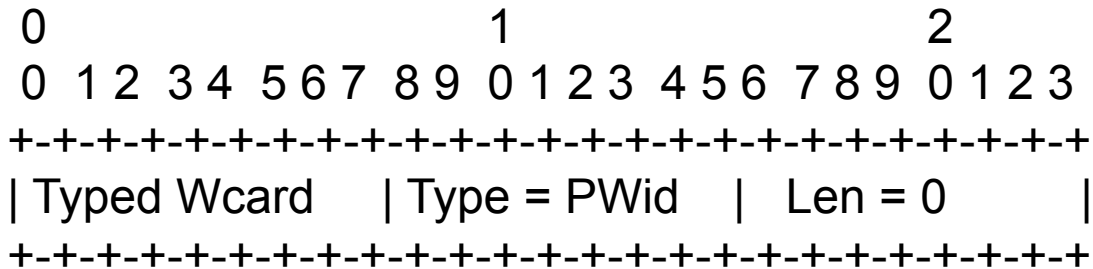 0 1 2
0 1 2 3 4 5 6 7 8 9 0 1 2 3 4 5 6 7 8 9 0 1 2 3
+-+-+-+-+-+-+-+-+-+-+-+-+-+-+-+-+-+-+-+-+-+-+-+-+
| Typed Wcard | Type = PWid | Len = 0 |
+-+-+-+-+-+-+-+-+-+-+-+-+-+-+-+-+-+-+-+-+-+-+-+-+